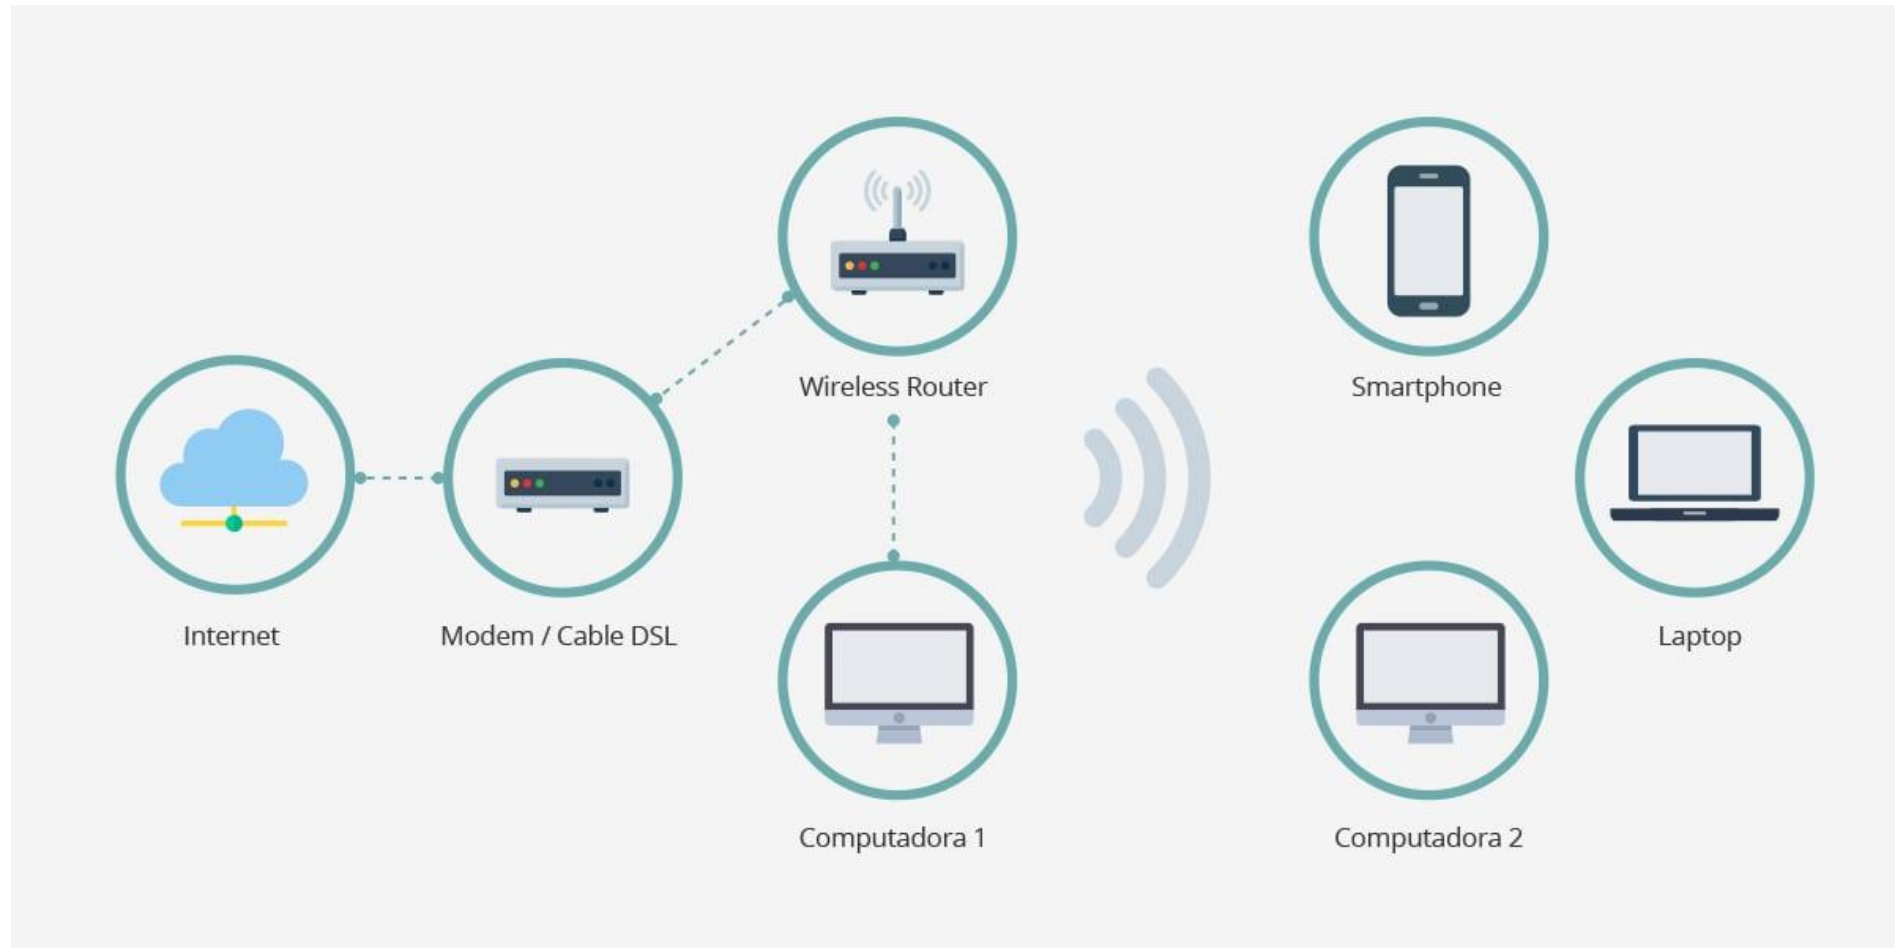 Wireless Router
Smartphone
Internet
Modem / Cable DSL
Laptop
Computadora 1
Computadora 2